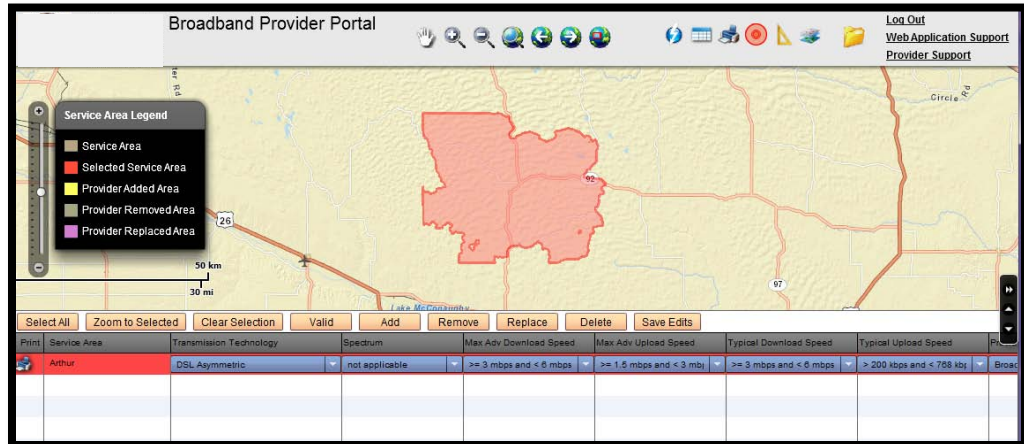 Broadband Provider Portal
Log Out
Web Application Support
Provider Support
ter Rd
Circle Rd
Service Area Legend
Service Area
Selected Service Area
Provider Added Area
Provider Removed Area
Provider Replaced Area
92
26
97
50 km
30 mi
Lake McConaughy
Select All Zoom to Selected Clear Selection Valid Add Remove Replace Delete Save Edits
Print Service Area Transmission Technology Spectrum Max Adv Download Speed Max Adv Upload Speed Typical Download Speed Typical Upload Speed
Arthur DSL Asymmetric not applicable >= 3 mbps and < 6 mbps >= 1.5 mbps and < 3 mb >= 3 mbps and < 6 mbps > 200 kbps and < 768 kb Broad